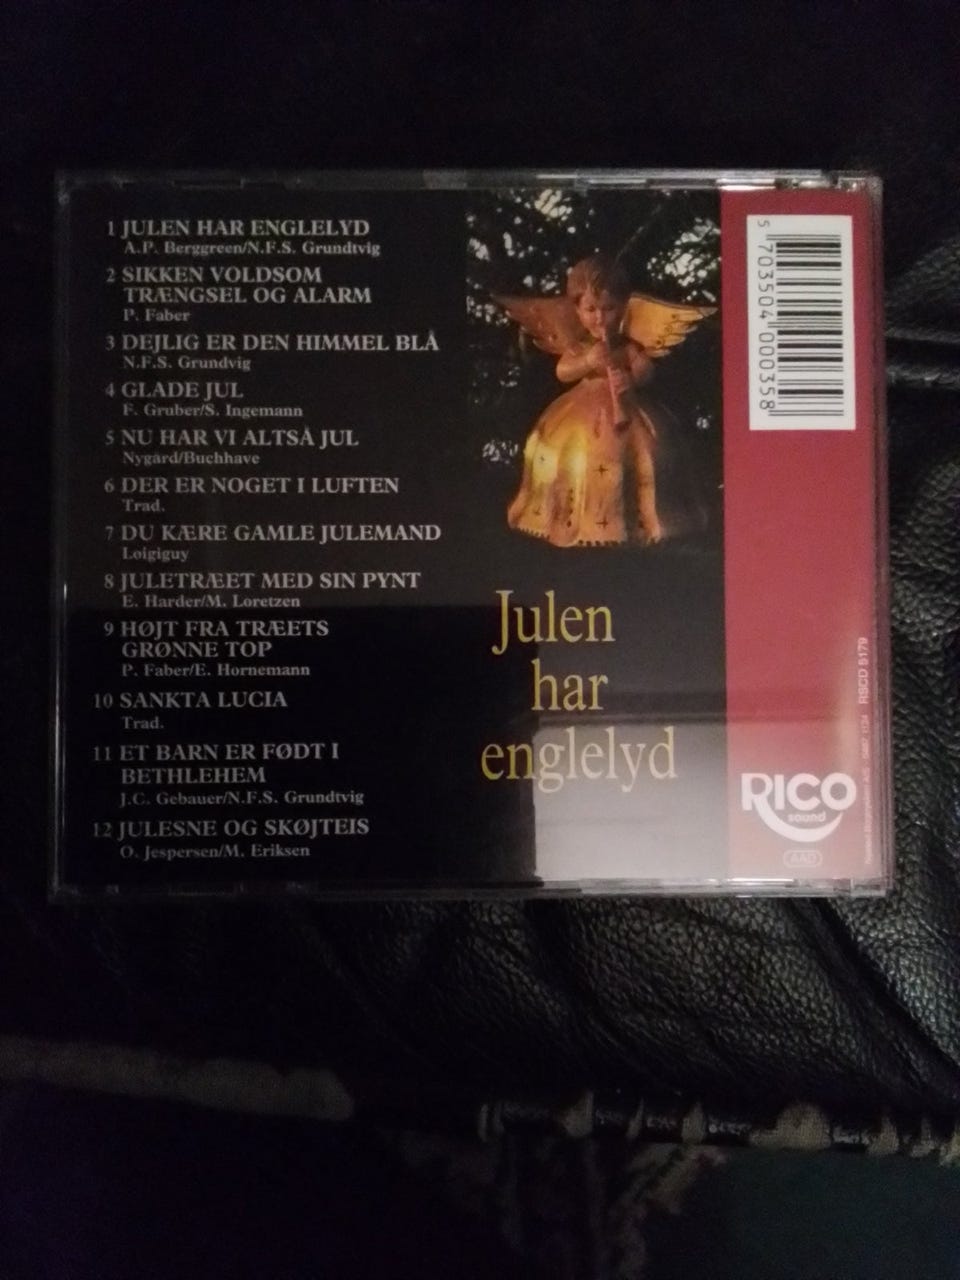 1 JULEN HAR ENGLELYD
A.P. Berggreen/N.F.S. Grundtvig
2 SIKKEN VOLDSOM
TRÆNGSEL OG ALARM
P. Faber
3 DEJLIG ER DEN HIMMEL BLÅ
N.F.S. Grundvig
4 GLADE JUL
F. Gruber/S. Ingemann
5 NU HAR VI ALTSÅ JUL
Nygård/Buchhave
6 DER ER NOGET I LUFTEN
Trad.
7 DU KÆRE GAMLE JULEMAND
Loigiguy
8 JULETRÆET MED SIN PYNT
E. Harder/M. Loretzen
9 HØJT FRA TRÆETS
GRØNNE TOP
P. Faber/E. Hornemann
10 SANKTA LUCIA
Trad.
11 ET BARN ER FØDT I
BETHLEHEM
J.C. Gebauer/N.F.S. Grundtvig
12 JULESNE OG SKØJTEIS
O. Jespersen/M. Eriksen
Julen
har
englelyd
5 703504 000358
RSCD 5179
RICO
sound
AAD